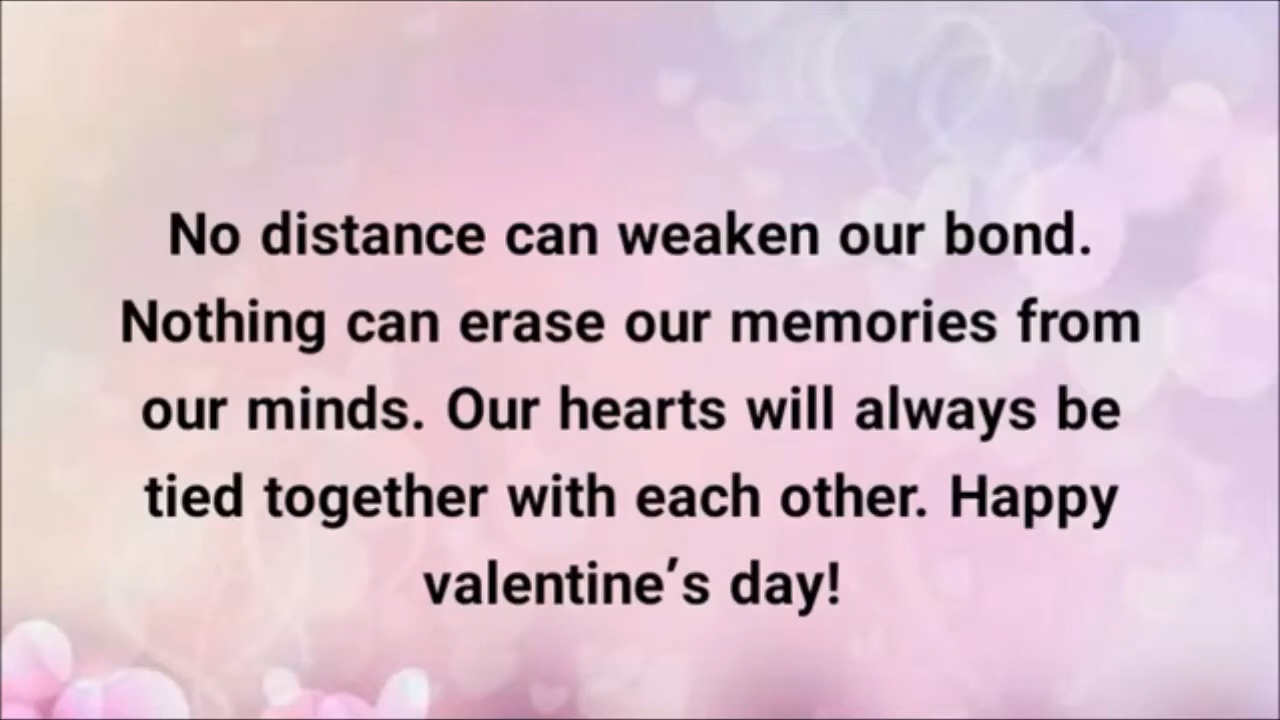 No distance can weaken our bond.
Nothing can erase our memories from
our minds. Our hearts will always be
tied together with each other. Happy
valentine′s day!